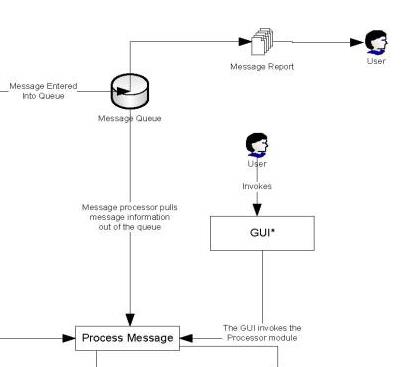 Message Report
User
Message Entered
Into Queue
Message Queue
User
Invokes
Message processor pulls
message information
out of the queue
GUI*
The GUI invokes the
Processor module
Process Message